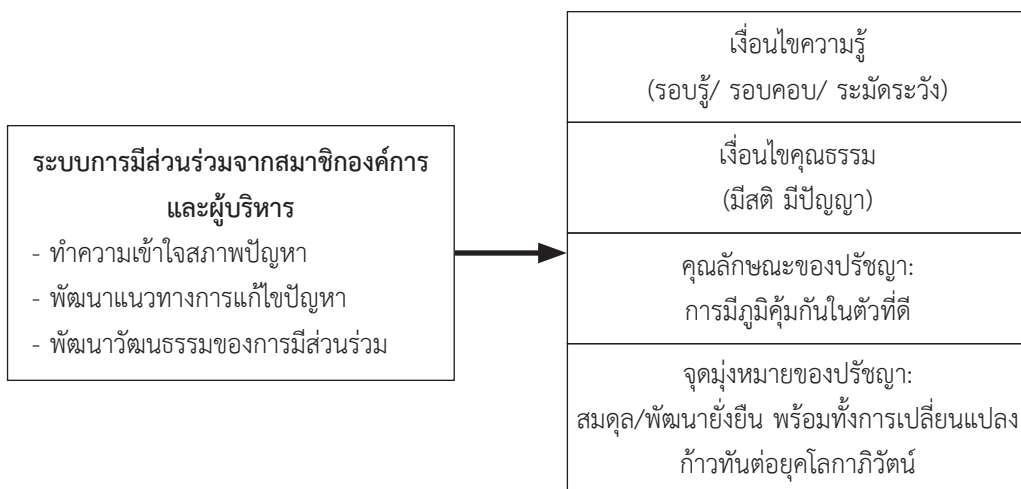 ระบบการมีส่วนร่วมจากสมาชิกองค์การ
และผู้บริหาร
- ทำความเข้าใจสภาพปัญหา
- พัฒนาแนวทางการแก้ไขปัญหา
- พัฒนาวัฒนธรรมของการมีส่วนร่วม
เงื่อนไขความรู้
(รอบรู้/ รอบคอบ/ ระมัดระวัง)
เงื่อนไขคุณธรรม
(มีสติ มีปัญญา)
คุณลักษณะของปรัชญา:
การมีภูมิคุ้มกันในตัวที่ดี
จุดมุ่งหมายของปรัชญา:
สมดุล/พัฒนายั่งยืน พร้อมทั้งการเปลี่ยนแปลง
ก้าวทันต่อยุคโลกาภิวัตน์